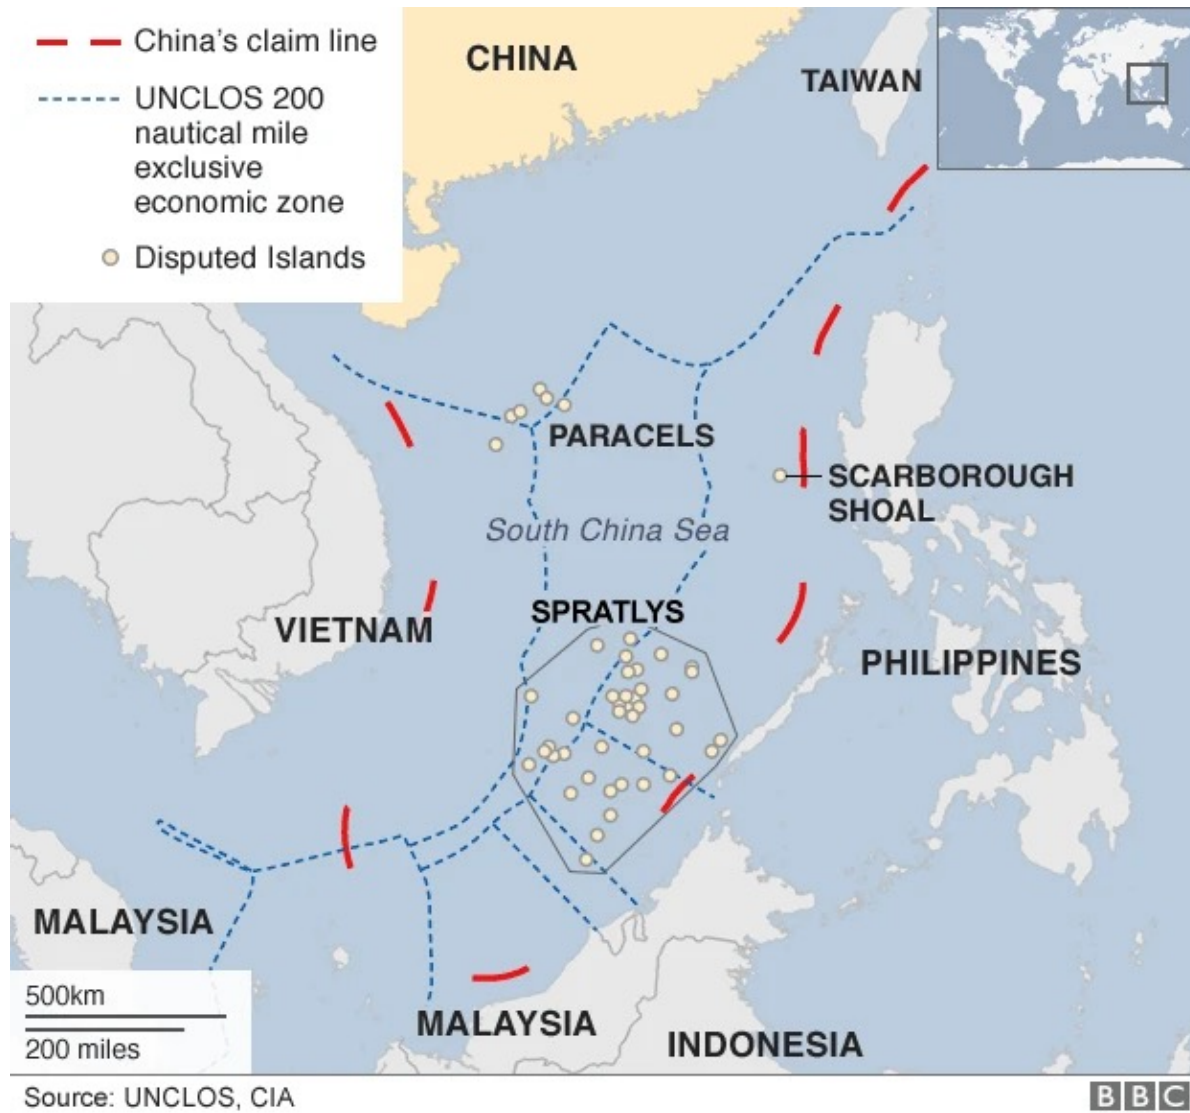 China's claim line
UNCLOS 200
nautical mile
exclusive
economic zone
Disputed Islands
CHINA
TAIWAN
PARACELS
SCARBOROUGH
SHOAL
South China Sea
SPRATLYS
VIETNAM
PHILIPPINES
MALAYSIA
MALAYSIA
INDONESIA
500km
200 miles
Source: UNCLOS, CIA
BBC